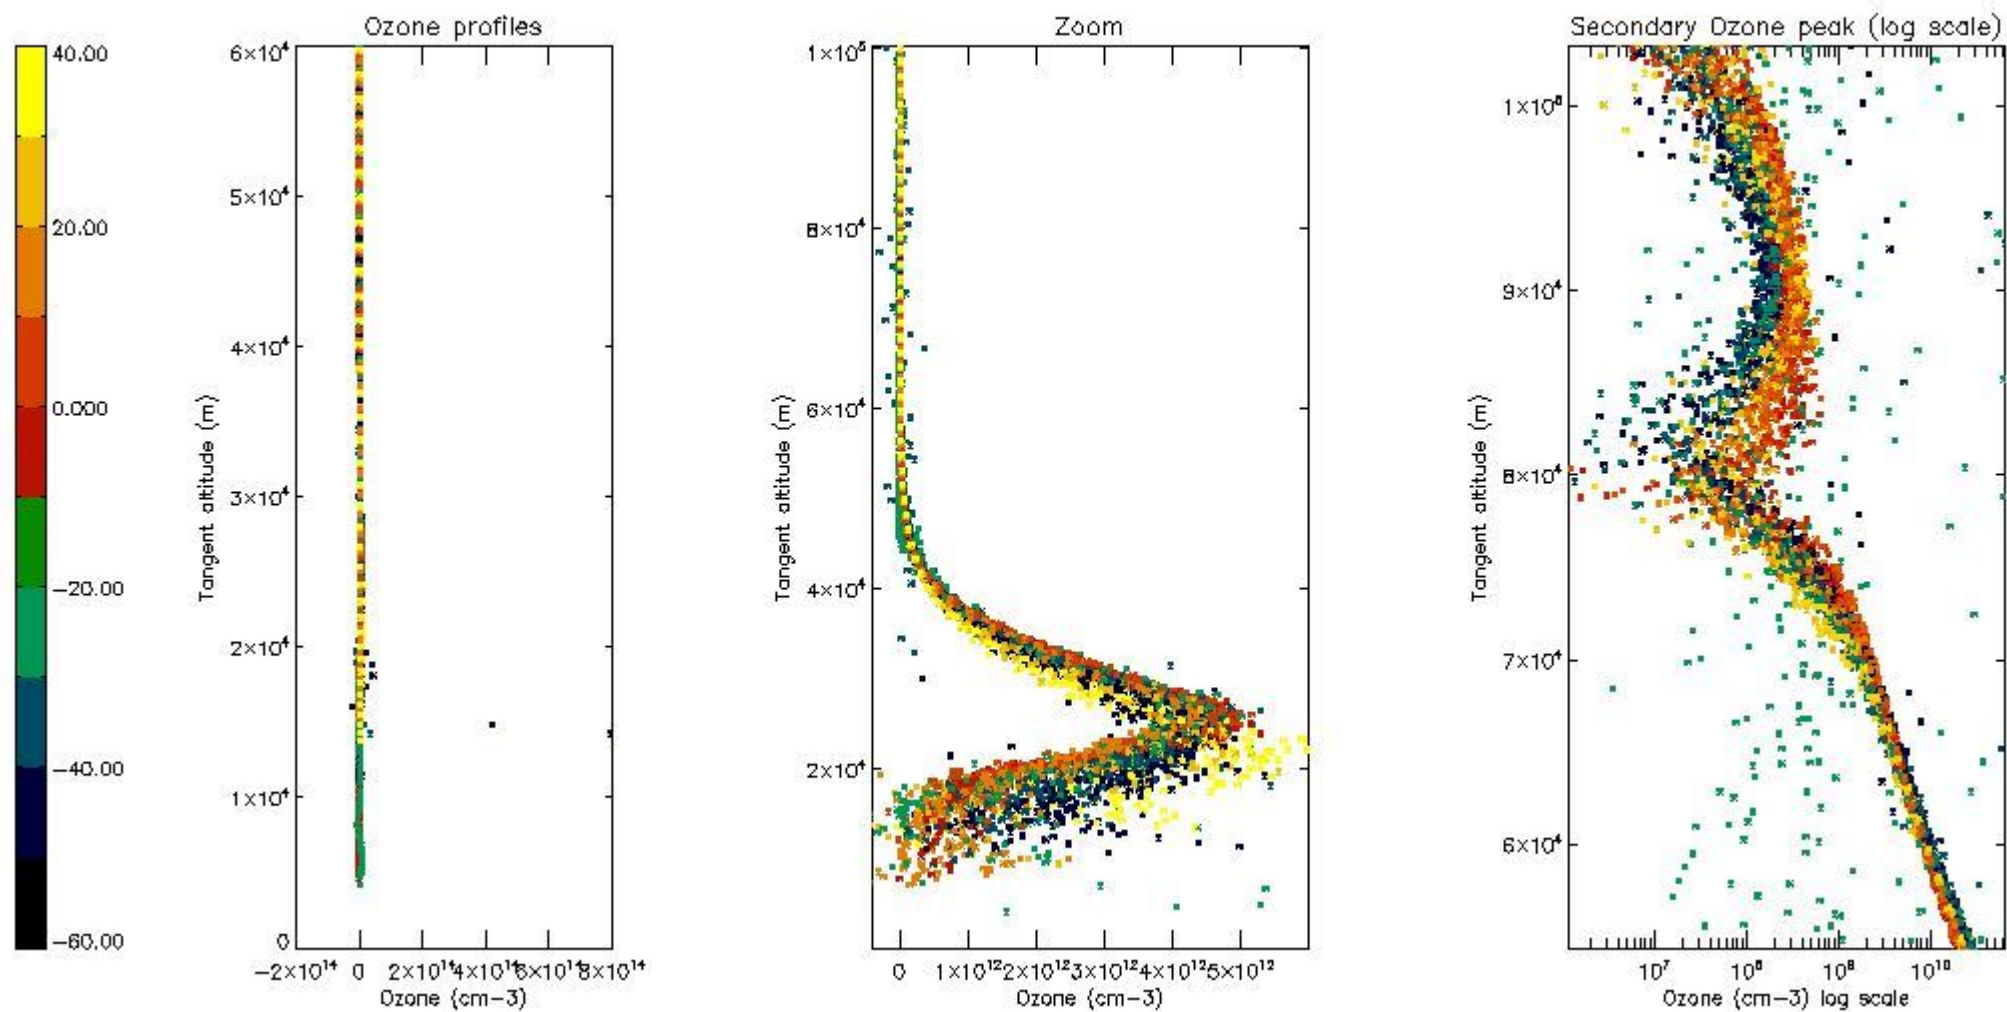 Ozone profiles
Zoom
Secondary Ozone peak (log scale)
40.00
20.00
0.000
-20.00
-40.00
-60.00
6×10⁴
5×10⁴
4×10⁴
3×10⁴
2×10⁴
1×10⁴
0
Tangent altitude (m)
-2×10¹⁴ 0 2×10¹⁴ 4×10¹⁴ 6×10¹⁴ 8×10¹⁴
Ozone (cm-3)
1×10⁵
8×10⁴
6×10⁴
4×10⁴
2×10⁴
Tangent altitude (m)
0 1×10¹² 2×10¹² 3×10¹² 4×10¹² 5×10¹²
Ozone (cm-3)
1×10⁵
9×10⁴
8×10⁴
7×10⁴
6×10⁴
Tangent altitude (m)
10⁷ 10⁸ 10⁹ 10¹⁰
Ozone (cm-3) log scale